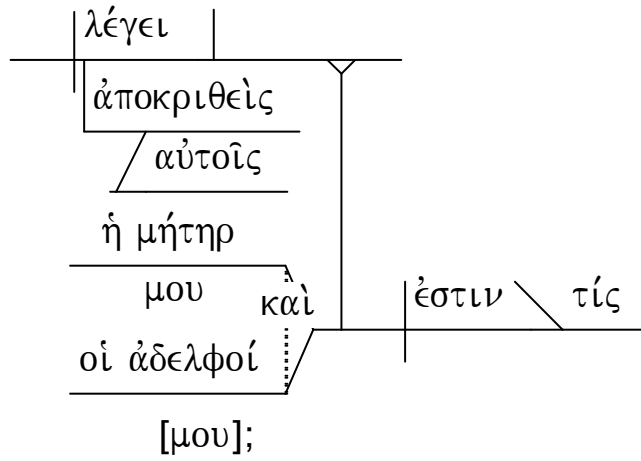 λέγει
ἀποκριθεὶς
αὐτοῖς
ἡ μήτηρ
μου
καὶ
ἐστιν
τίς
οἱ ἀδελφοί
[μου];